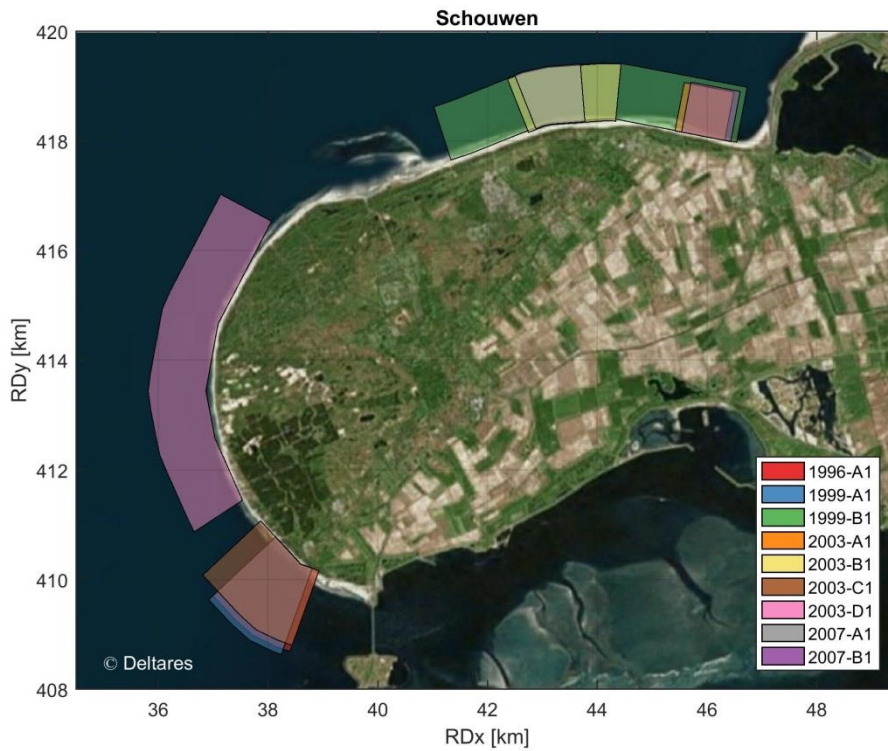 Schouwen
420
418
416
414
412
410
408
RDy [km]
36
38
40
42
44
46
48
RDx [km]
© Deltares
1996-A1
1999-A1
1999-B1
2003-A1
2003-B1
2003-C1
2003-D1
2007-A1
2007-B1